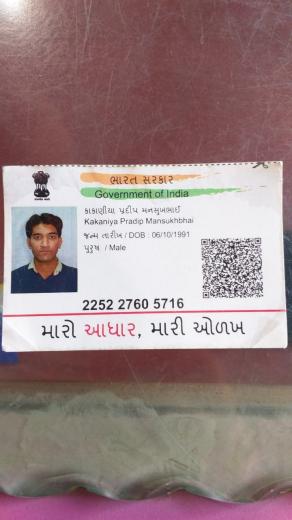 ભારત સરકાર
Government of India
કાકાણીયા પ્રદીપ મનસુખભાઈ
Kakaniya Pradip Mansukhbhai
જન્મ તારીખ / DOB : 06/10/1991
પુરુષ / Male
2252 2760 5716
મારો આધાર, મારી ઓળખ